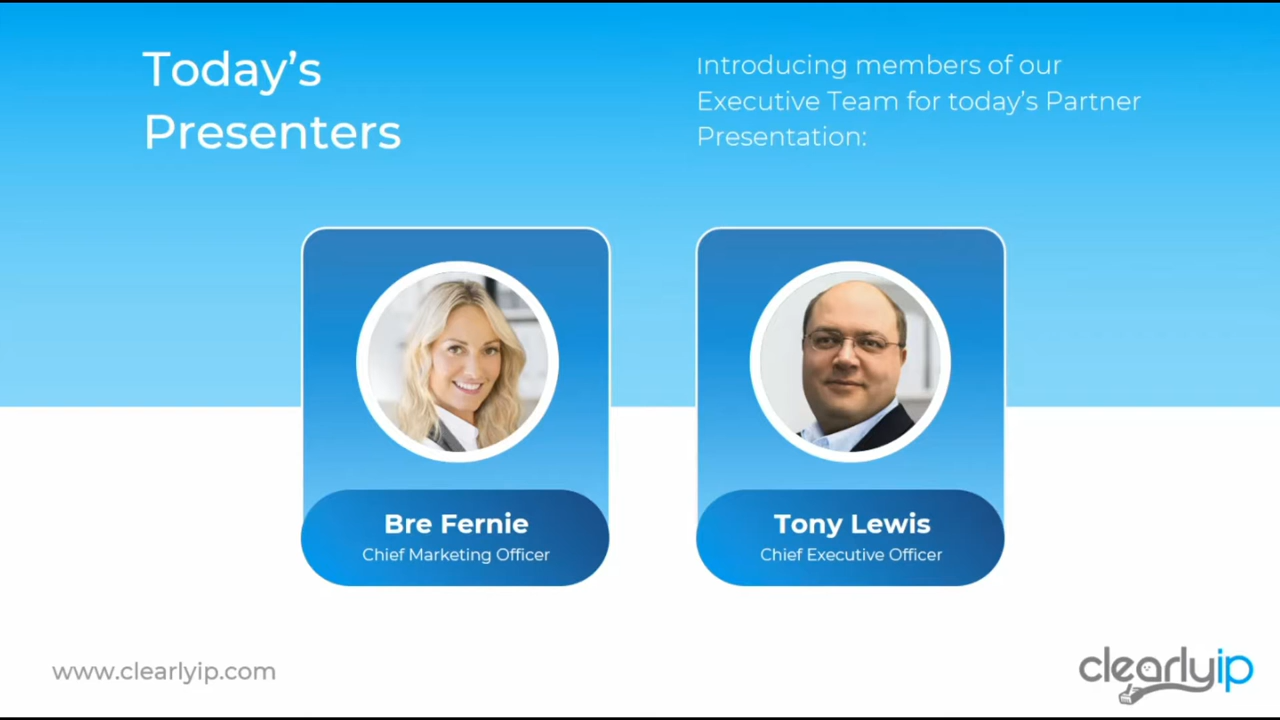 Today’s
Presenters
Introducing members of our
Executive Team for today’s Partner
Presentation:
Bre Fernie
Chief Marketing Officer
Tony Lewis
Chief Executive Officer
www.clearlyip.com
clearlyip